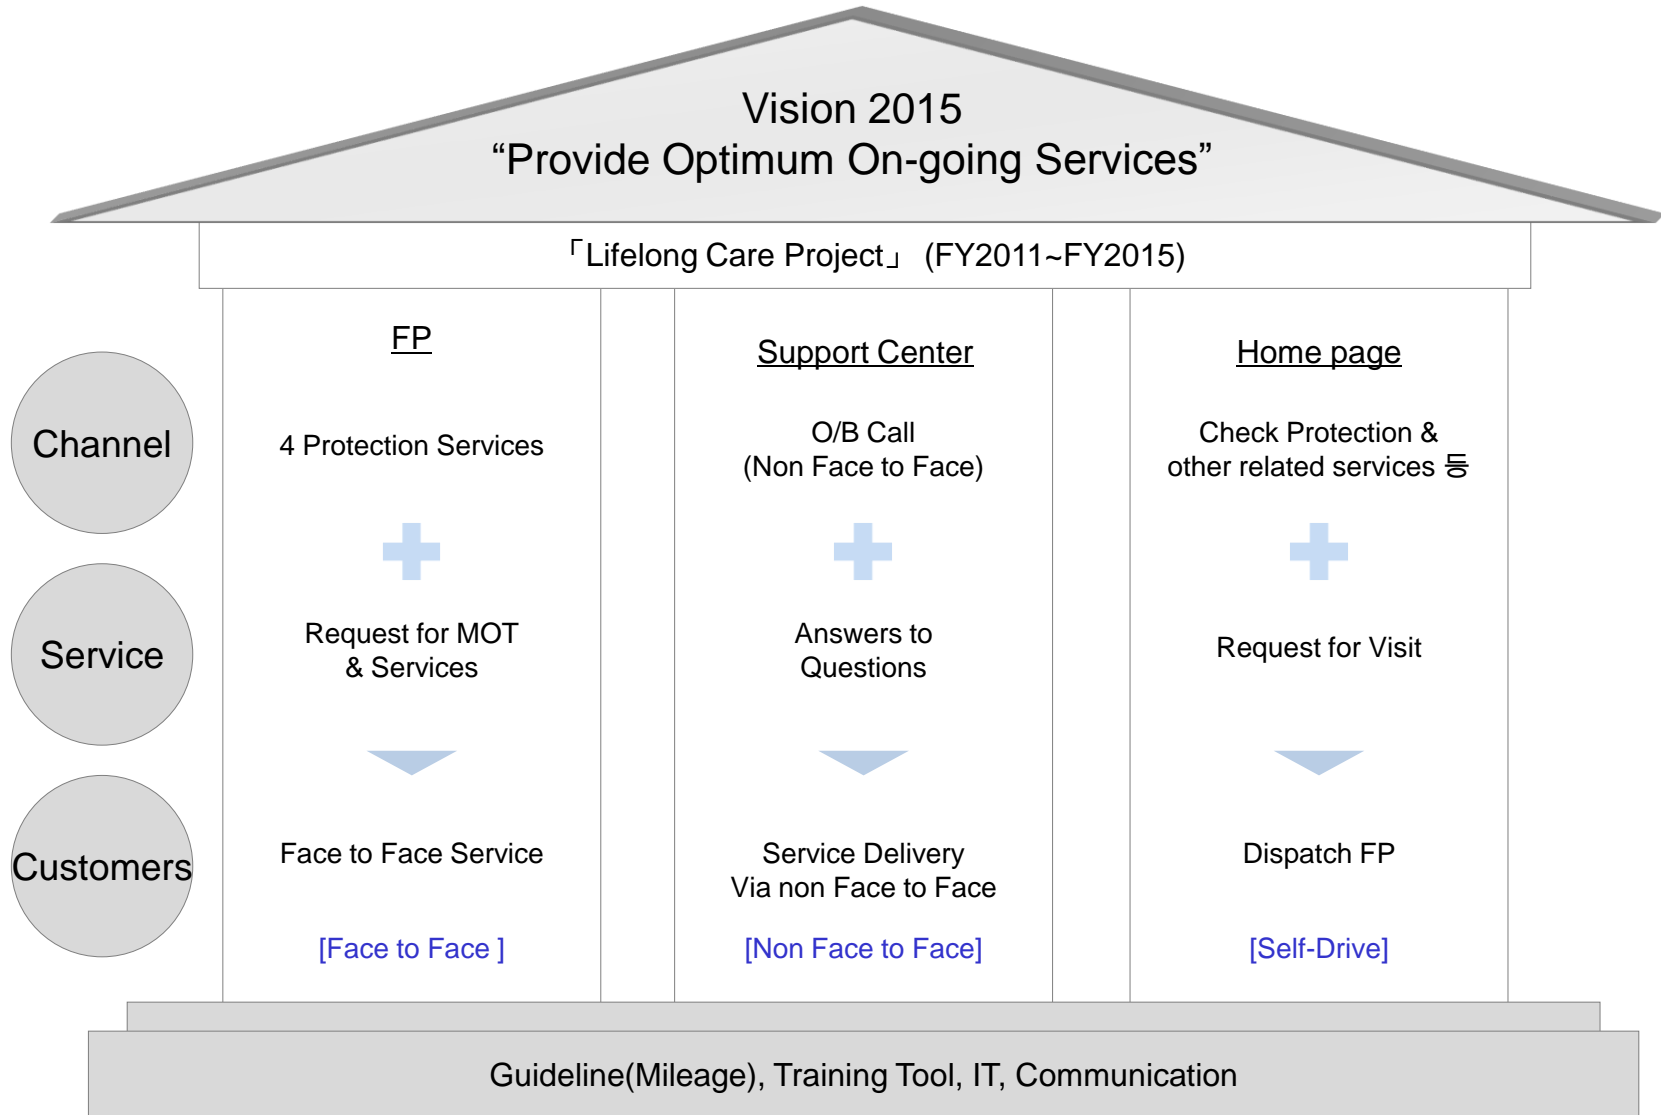 Vision 2015
“Provide Optimum On-going Services”
「Lifelong Care Project」 (FY2011~FY2015)
Channel
Service
Customers
FP
4 Protection Services
Request for MOT
& Services
Face to Face Service
[Face to Face ]
Support Center
O/B Call
(Non Face to Face)
Answers to
Questions
Service Delivery
Via non Face to Face
[Non Face to Face]
Home page
Check Protection &
other related services 등
Request for Visit
Dispatch FP
[Self-Drive]
Guideline(Mileage), Training Tool, IT, Communication